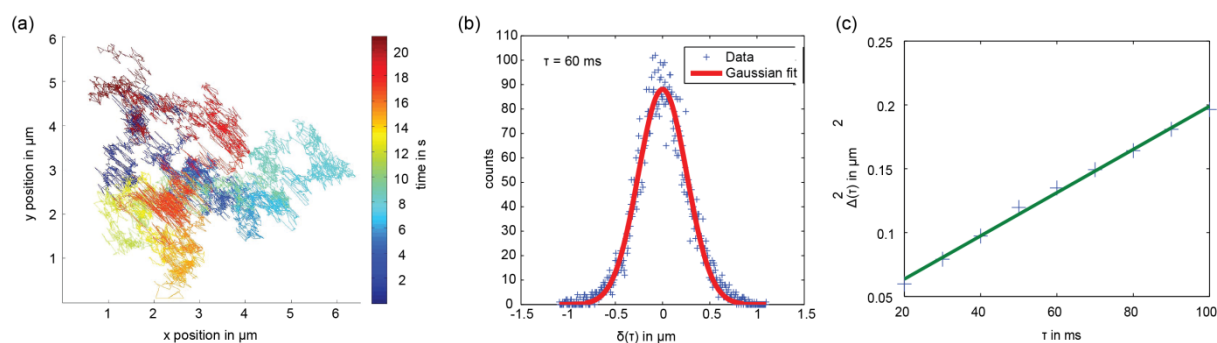 (a)
6
5
4
3
2
1
y position in µm
1 2 3 4 5 6
x position in µm
20
18
16
14
12
10
8
6
4
2
time in s
(b)
110
100
90
80
70
60
50
40
30
20
10
0
counts
τ = 60 ms
Data
Gaussian fit
-1.5 -1 -0.5 0 0.5 1 1.5
δ(τ) in µm
(c)
0.25
0.2
0.15
0.1
0.05
2 2
Δ(τ) in µm
20 40 60 80 100
τ in ms